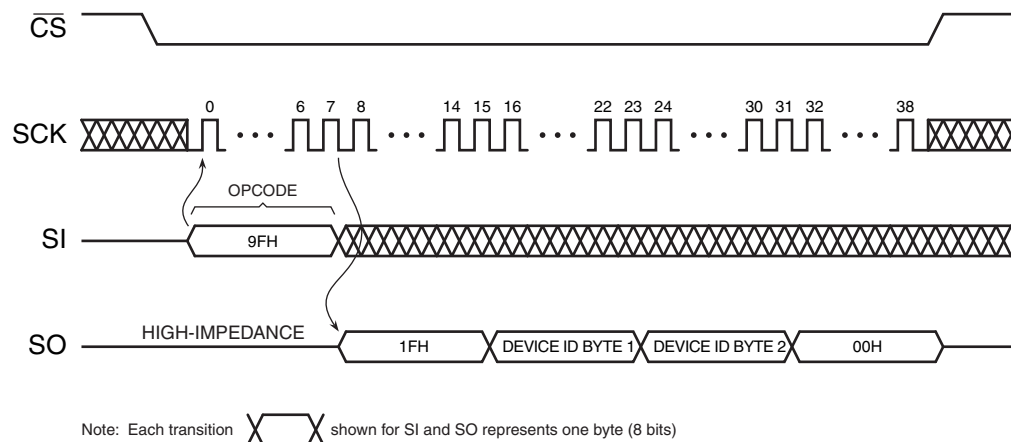 CS
0 6 7 8 14 15 16 22 23 24 30 31 32 38
SCK
OPCODE
SI 9FH
HIGH-IMPEDANCE
SO 1FH DEVICE ID BYTE 1 DEVICE ID BYTE 2 00H
Note: Each transition shown for SI and SO represents one byte (8 bits)